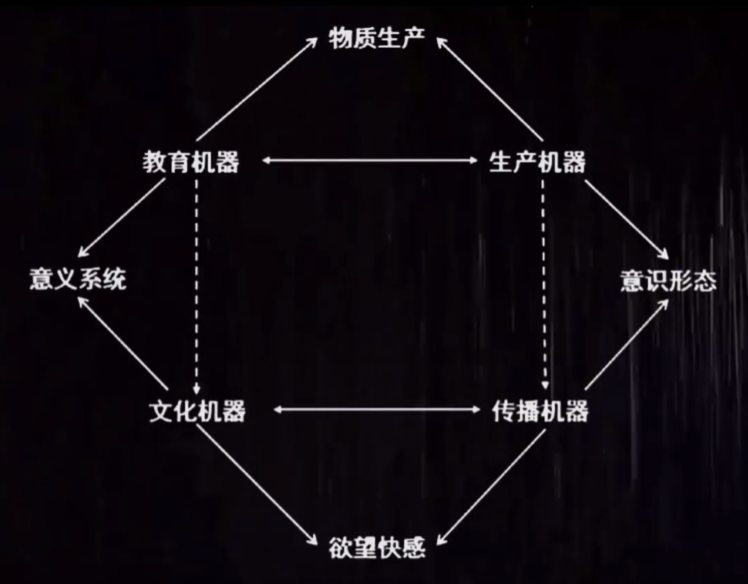 物质生产
教育机器
生产机器
意义系统
意识形态
文化机器
传播机器
欲望快感